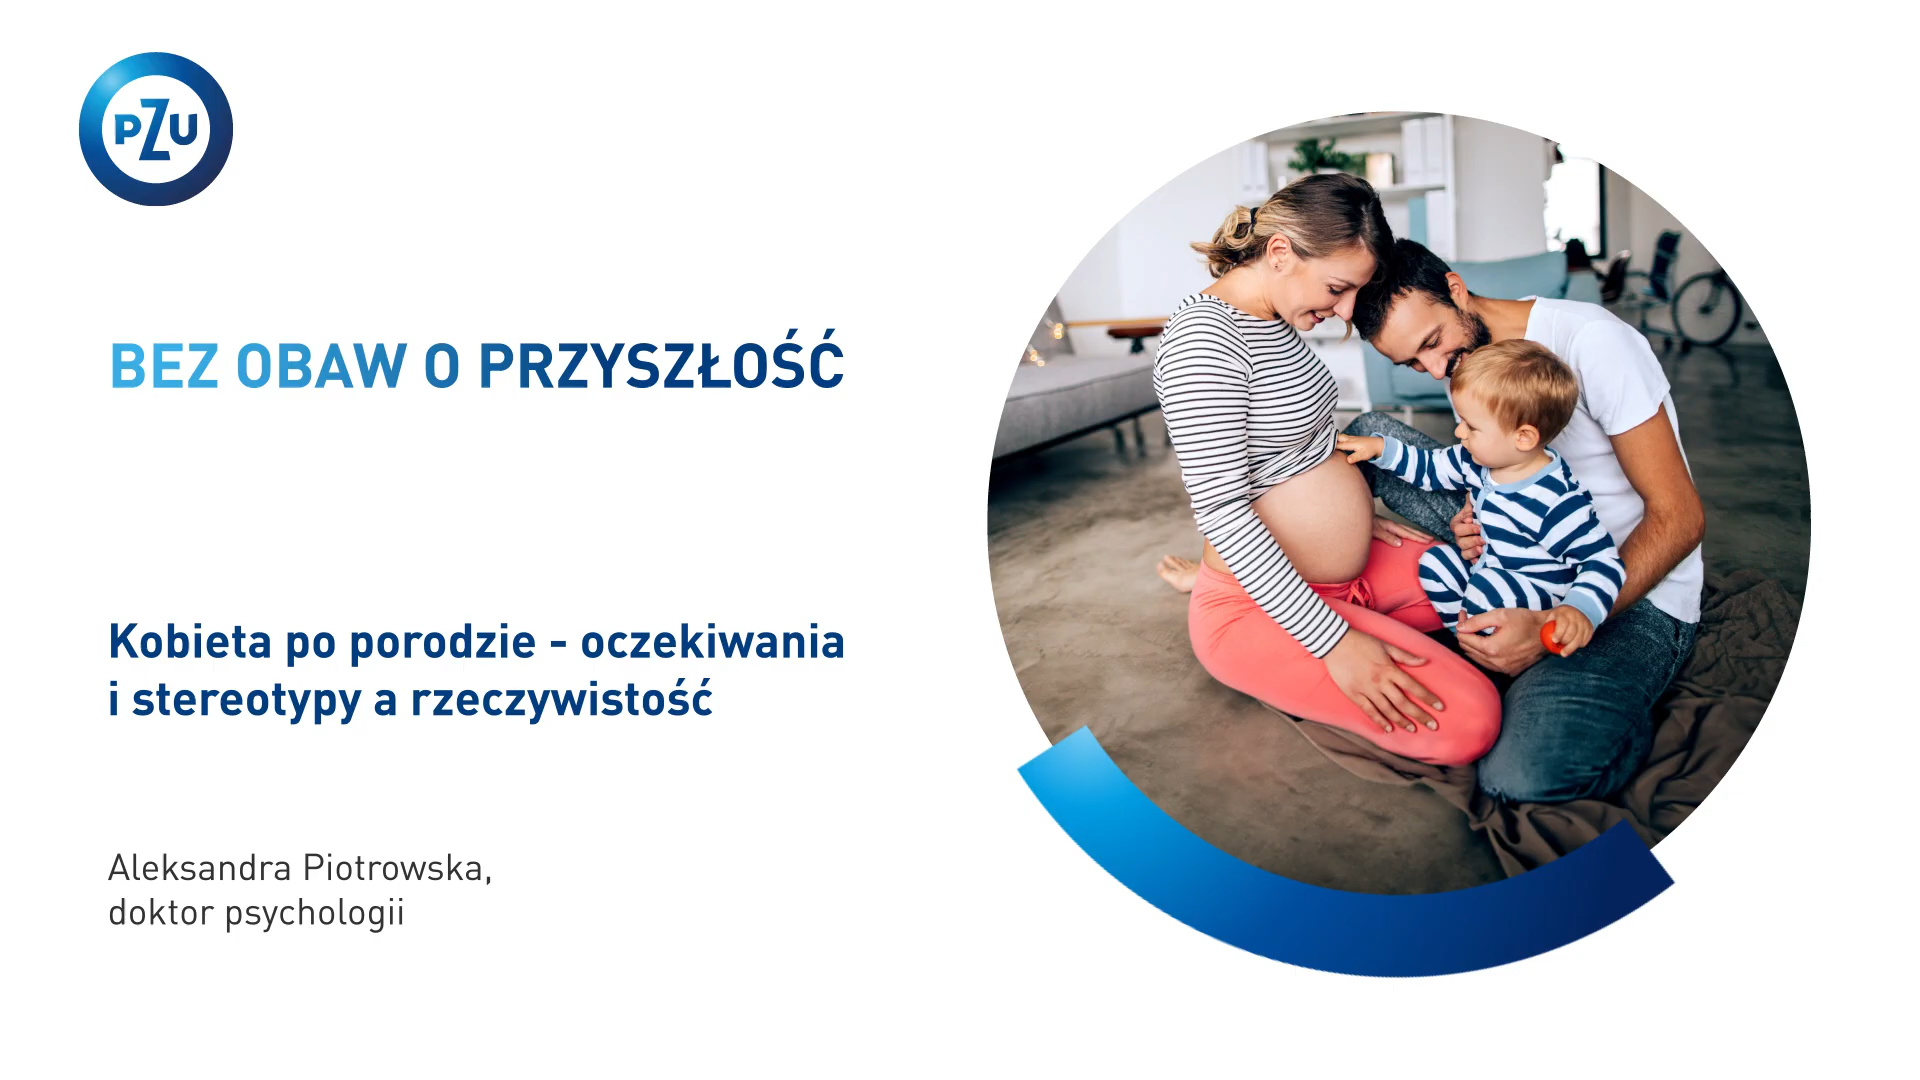 PZU
BEZ OBAW O PRZYSZŁOŚĆ
Kobieta po porodzie - oczekiwania
i stereotypy a rzeczywistość
Aleksandra Piotrowska,
doktor psychologii